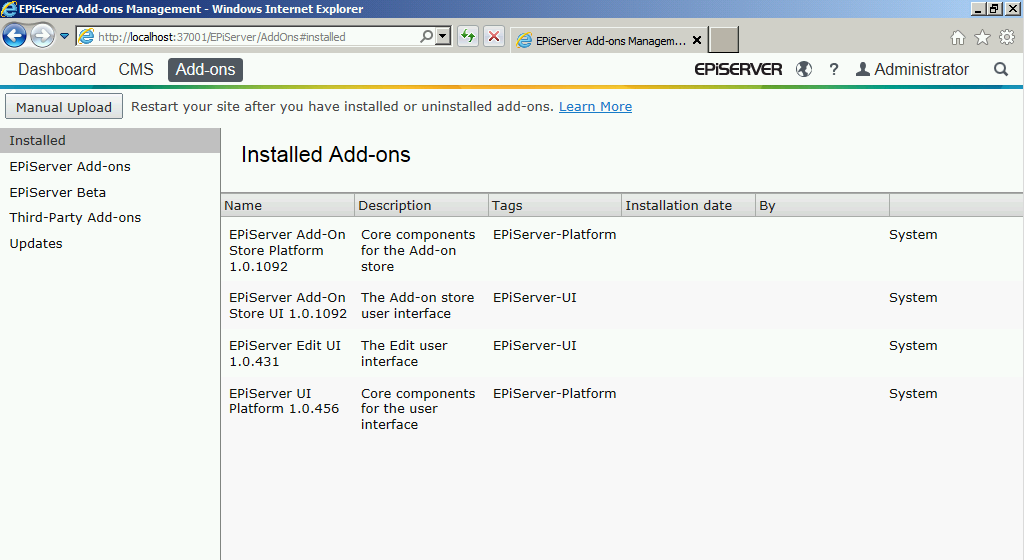 EPiServer Add-ons Management - Windows Internet Explorer
http://localhost:37001/EPiServer/AddOns#installed
EPiServer Add-ons Managem...
Dashboard CMS Add-ons
EPiSERVER ? Administrator
Manual Upload Restart your site after you have installed or uninstalled add-ons. Learn More
Installed
EPiServer Add-ons
EPiServer Beta
Third-Party Add-ons
Updates
Installed Add-ons
Name Description Tags Installation date By
EPiServer Add-On Core components EPiServer-Platform System
Store Platform for the Add-on
1.0.1092 store
EPiServer Add-On The Add-on store EPiServer-UI System
Store UI 1.0.1092 user interface
EPiServer Edit UI The Edit user EPiServer-UI System
1.0.431 interface
EPiServer UI Core components EPiServer-Platform System
Platform 1.0.456 for the user
interface